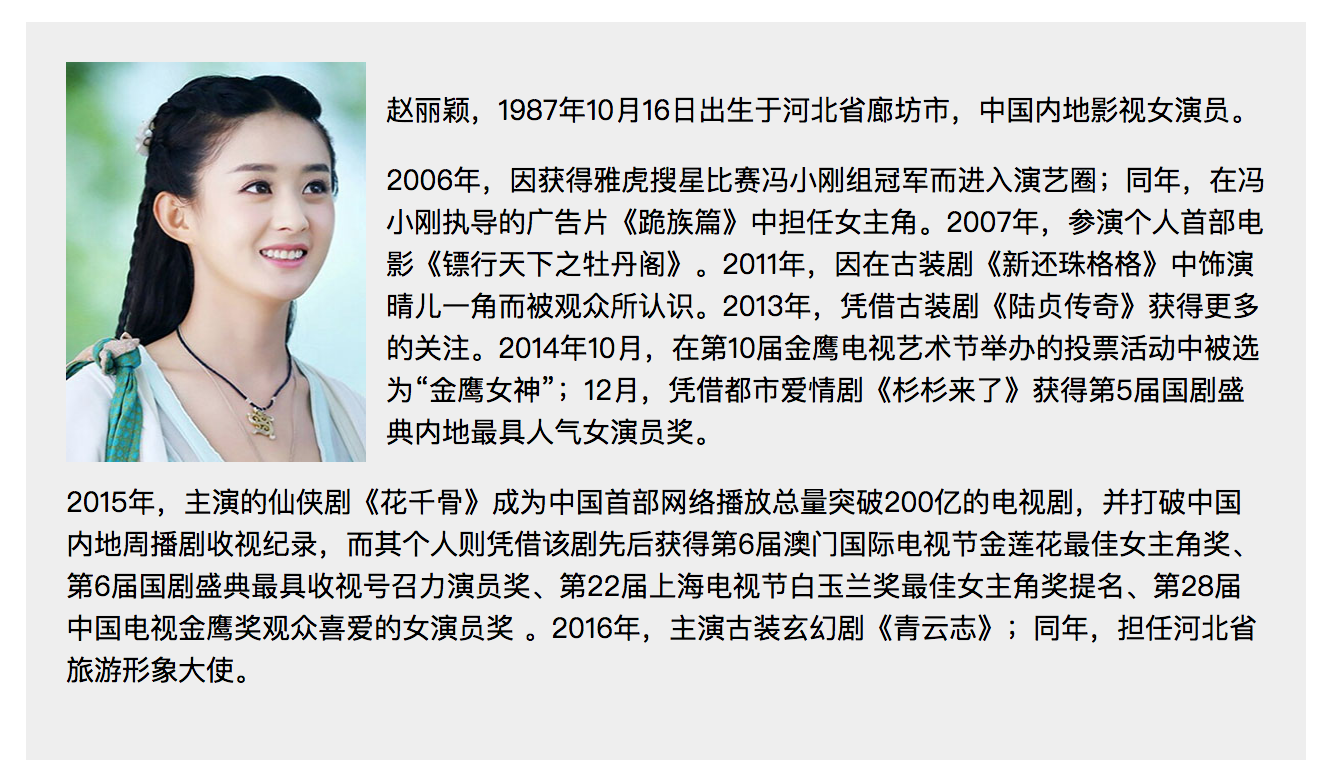 赵丽颖，1987年10月16日出生于河北省廊坊市，中国内地影视女演员。
2006年，因获得雅虎搜星比赛冯小刚组冠军而进入演艺圈；同年，在冯
小刚执导的广告片《跪族篇》中担任女主角。2007年，参演个人首部电
影《镖行天下之牡丹阁》。2011年，因在古装剧《新还珠格格》中饰演
晴儿一角而被观众所认识。2013年，凭借古装剧《陆贞传奇》获得更多
的关注。2014年10月，在第10届金鹰电视艺术节举办的投票活动中被选
为“金鹰女神”；12月，凭借都市爱情剧《杉杉来了》获得第5届国剧盛
典内地最具人气女演员奖。
2015年，主演的仙侠剧《花千骨》成为中国首部网络播放总量突破200亿的电视剧，并打破中国
内地周播剧收视纪录，而其个人则凭借该剧先后获得第6届澳门国际电视节金莲花最佳女主角奖、
第6届国剧盛典最具收视号召力演员奖、第22届上海电视节白玉兰奖最佳女主角奖提名、第28届
中国电视金鹰奖观众喜爱的女演员奖 。2016年，主演古装玄幻剧《青云志》；同年，担任河北省
旅游形象大使。